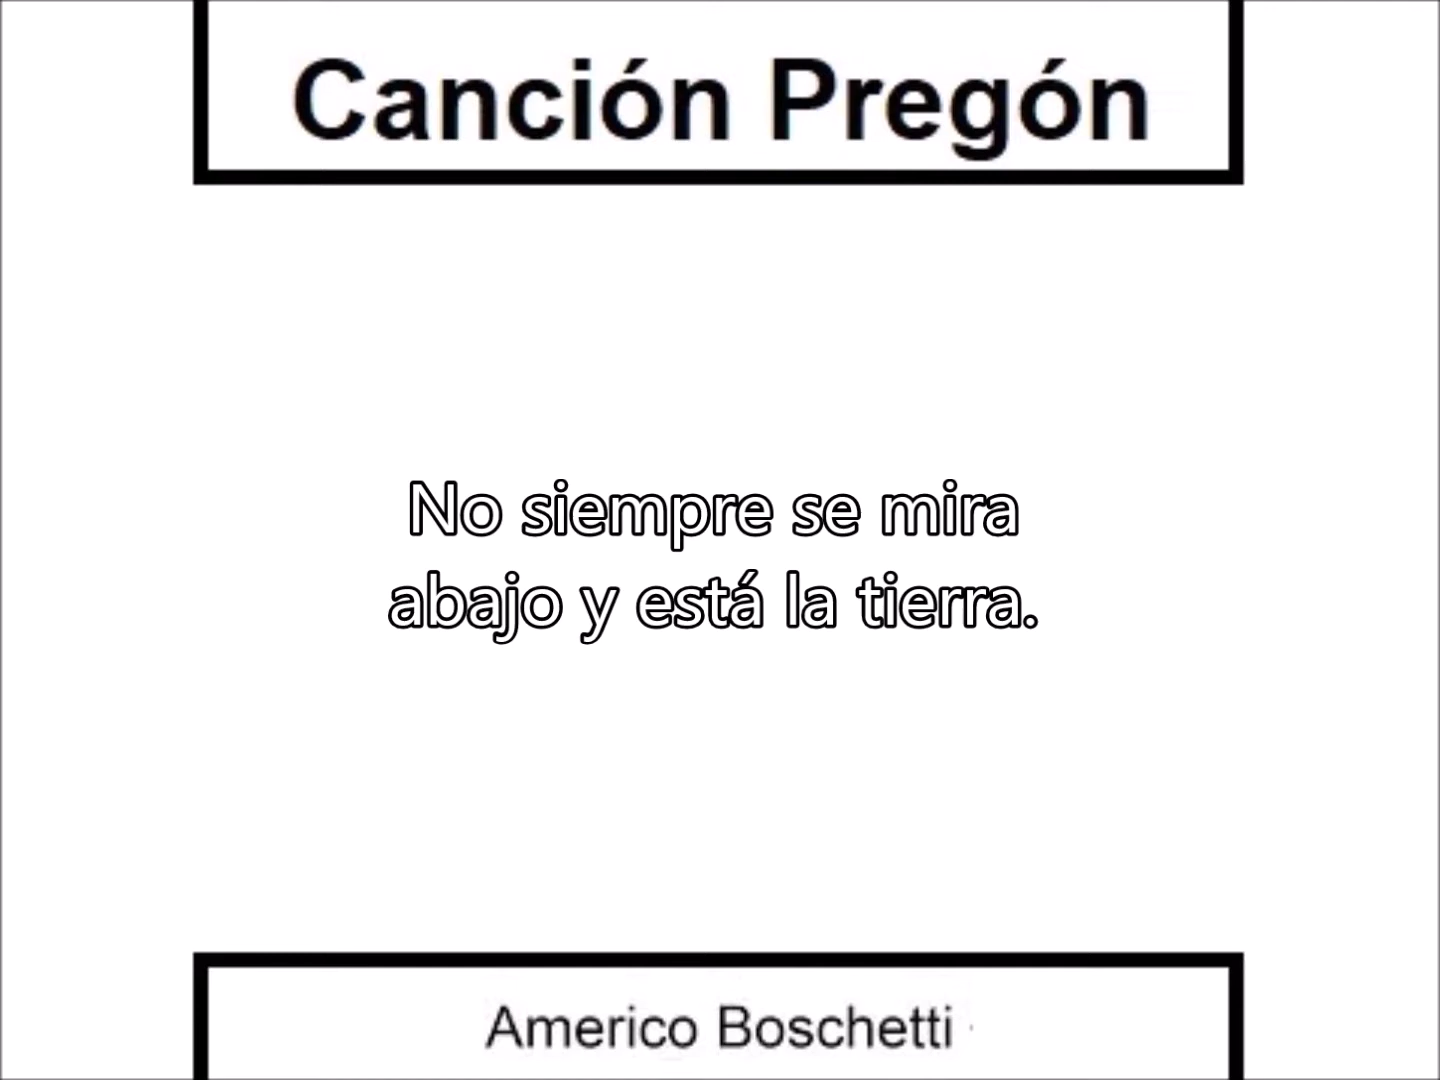 Canción Pregón
No siempre se mira
abajo y está la tierra.
Americo Boschetti